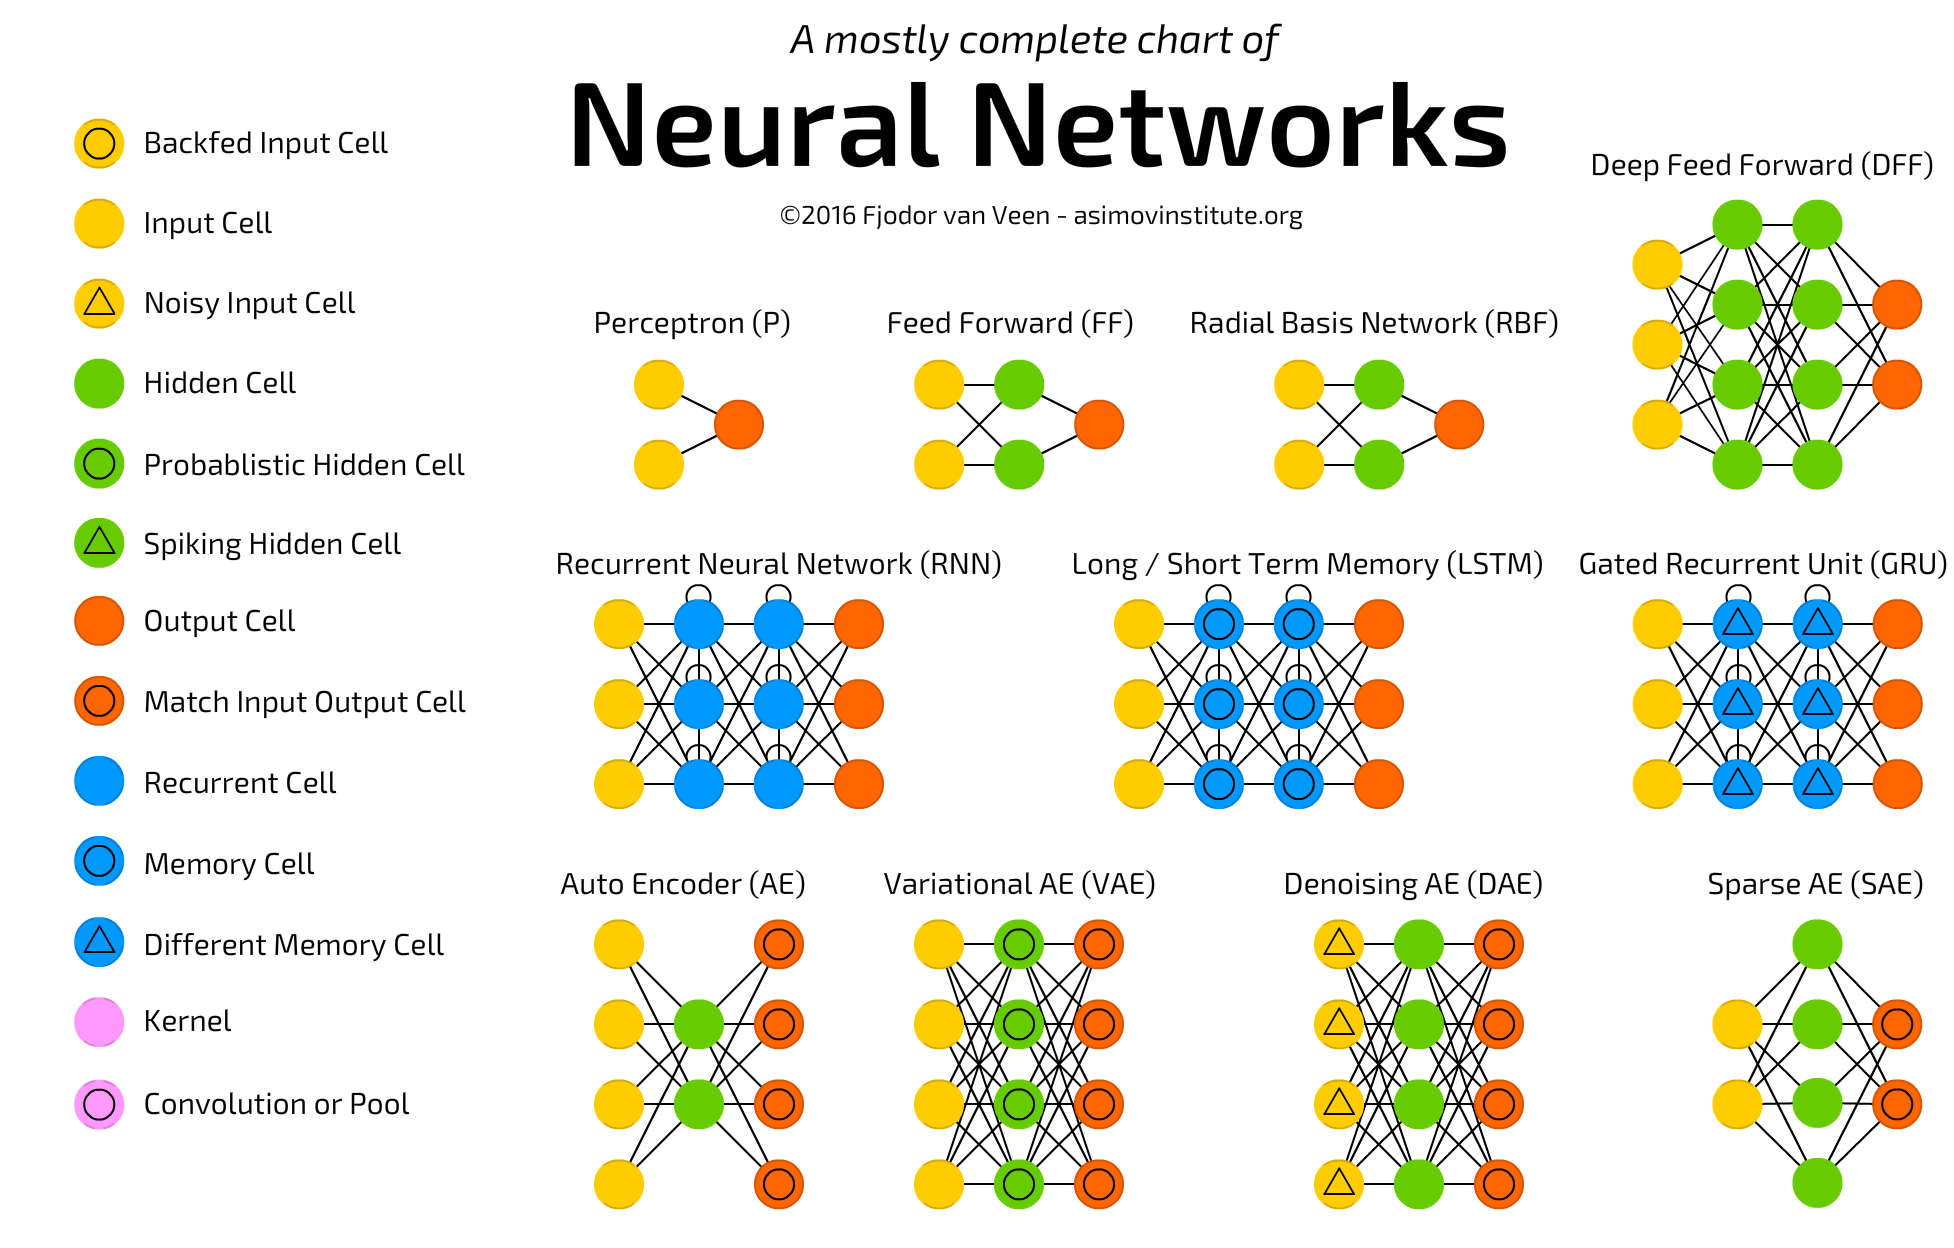 A mostly complete chart of
Neural Networks
©2016 Fjodor van Veen - asimovinstitute.org
Backfed Input Cell
Input Cell
Noisy Input Cell
Hidden Cell
Probablistic Hidden Cell
Spiking Hidden Cell
Output Cell
Match Input Output Cell
Recurrent Cell
Memory Cell
Different Memory Cell
Kernel
Convolution or Pool
Deep Feed Forward (DFF)
Perceptron (P)
Feed Forward (FF)
Radial Basis Network (RBF)
Recurrent Neural Network (RNN)
Long / Short Term Memory (LSTM)
Gated Recurrent Unit (GRU)
Auto Encoder (AE)
Variational AE (VAE)
Denoising AE (DAE)
Sparse AE (SAE)